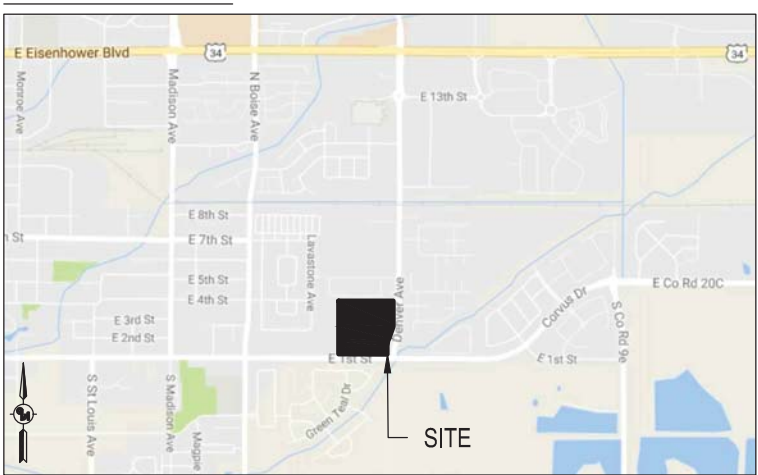 E Eisenhower Blvd
34
34
Monroe Ave
Madison Ave
N Boise Ave
E 13th St
E 8th St
E 7th St
h St
Lavastone Ave
E 5th St
E 4th St
E 3rd St
E 2nd St
Denver Ave
Corvus Dr
E Co Rd 20C
S Co Rd 9e
E 1st St
E 1st St
S St Louis Ave
S Madison Ave
Magpie
Green Teal Dr
SITE